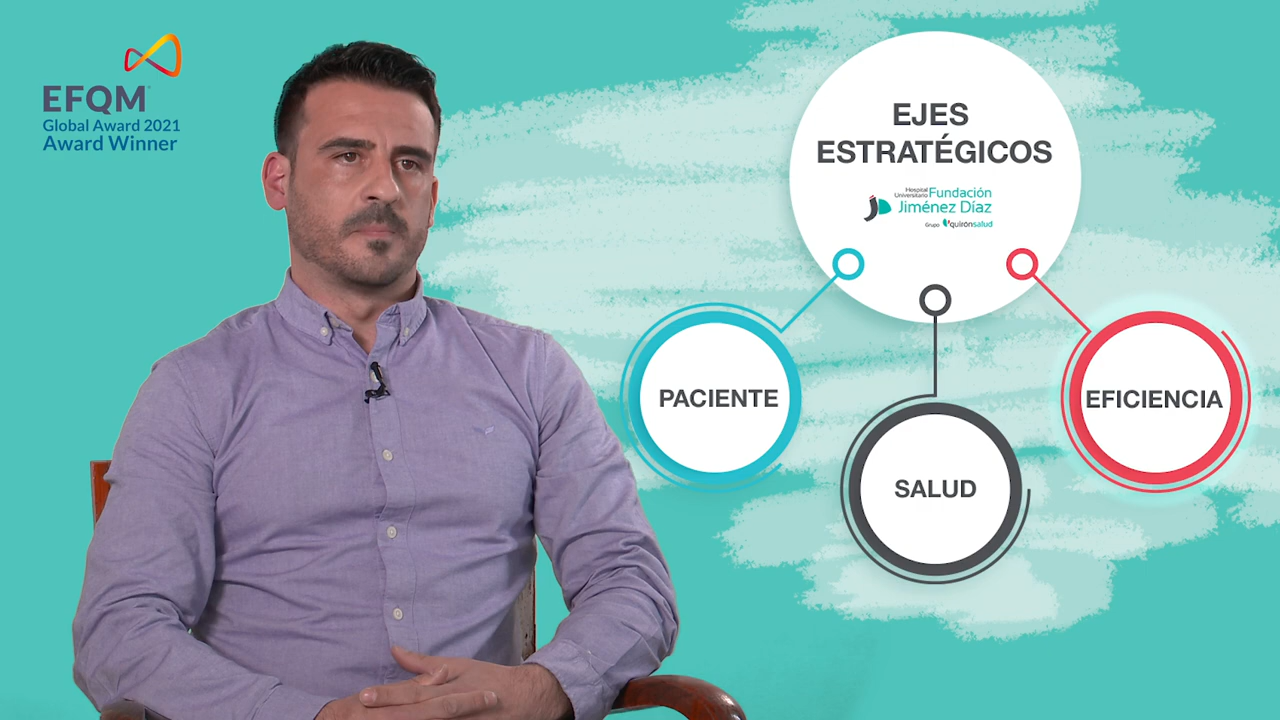 EFQM
Global Award 2021
Award Winner
EJES
ESTRATÉGICOS
Hospital
Universitario Fundación
Jiménez Díaz
Grupo quirónsalud
PACIENTE
SALUD
EFICIENCIA